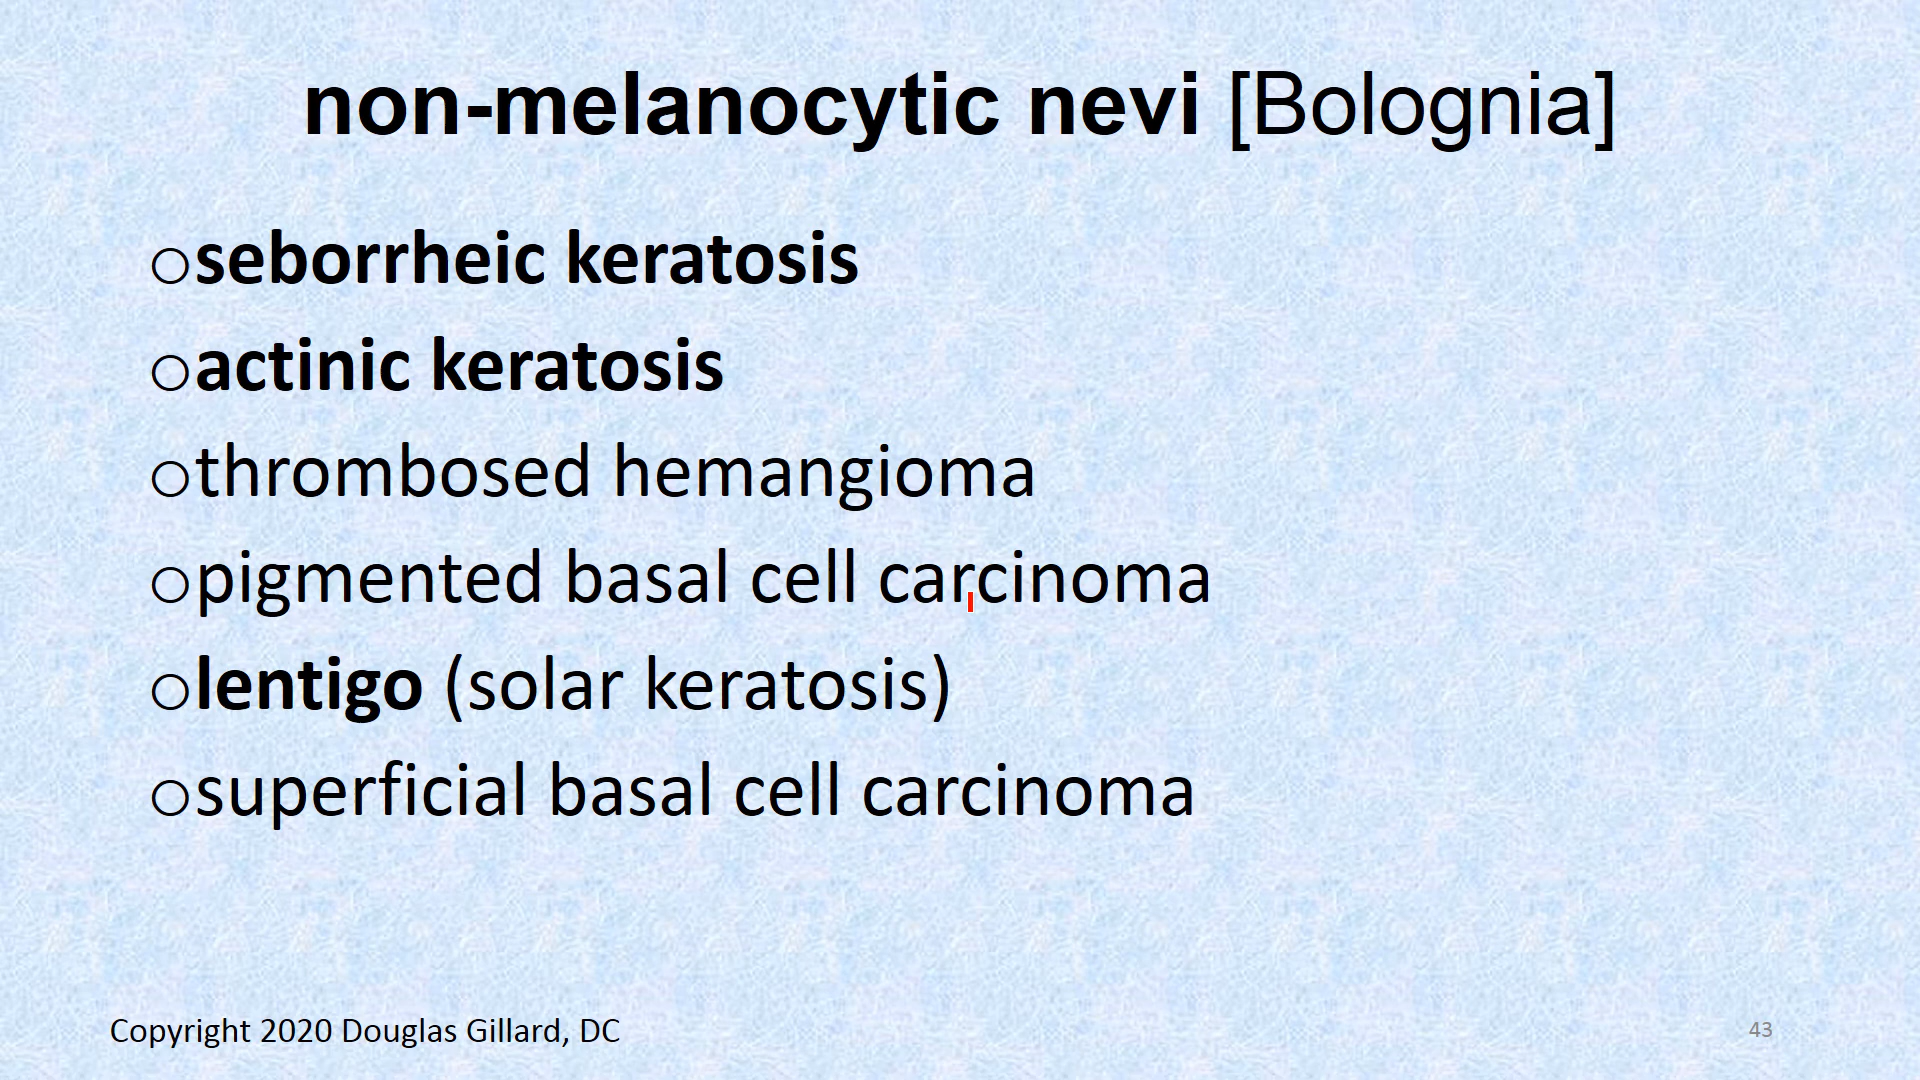 non-melanocytic nevi [Bolognia]
oseborrheic keratosis
oactinic keratosis
othrombosed hemangioma
opigmented basal cell carcinoma
olentigo (solar keratosis)
osuperficial basal cell carcinoma
Copyright 2020 Douglas Gillard, DC
43